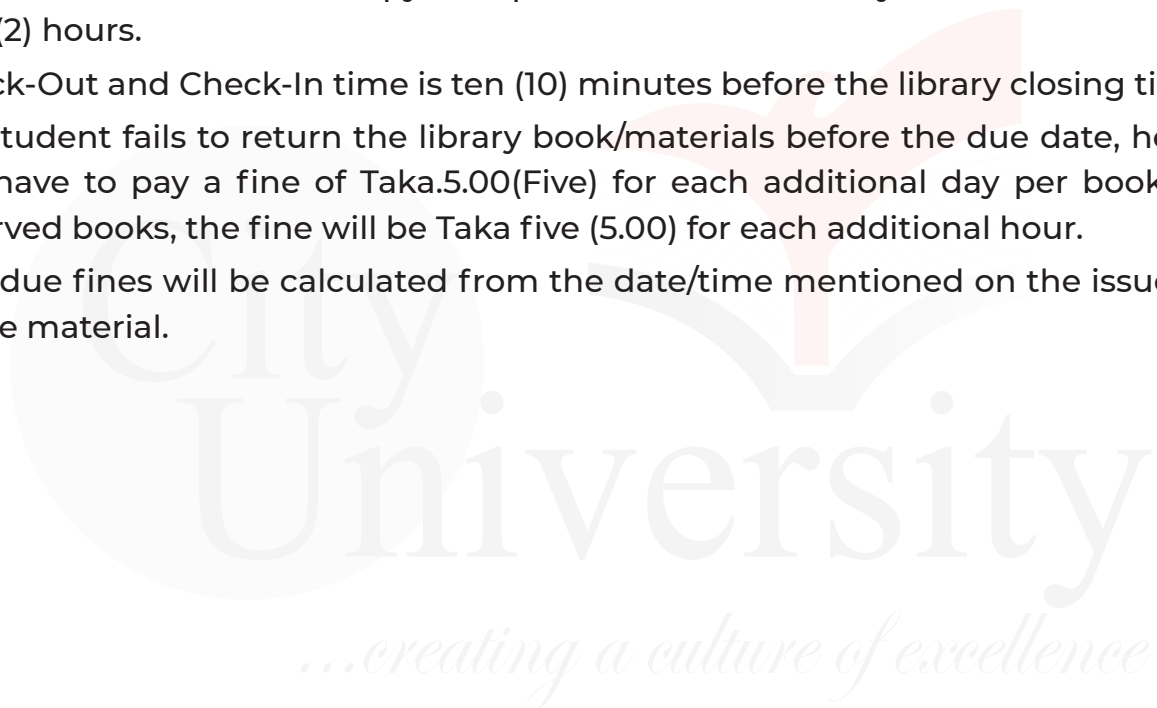 (2) hours.
ck-Out and Check-In time is ten (10) minutes before the library closing ti
tudent fails to return the library book/materials before the due date, he
have to pay a fine of Taka.5.00(Five) for each additional day per book
rved books, the fine will be Taka five (5.00) for each additional hour.
due fines will be calculated from the date/time mentioned on the issue
e material.
City
University
...creating a culture of excellence